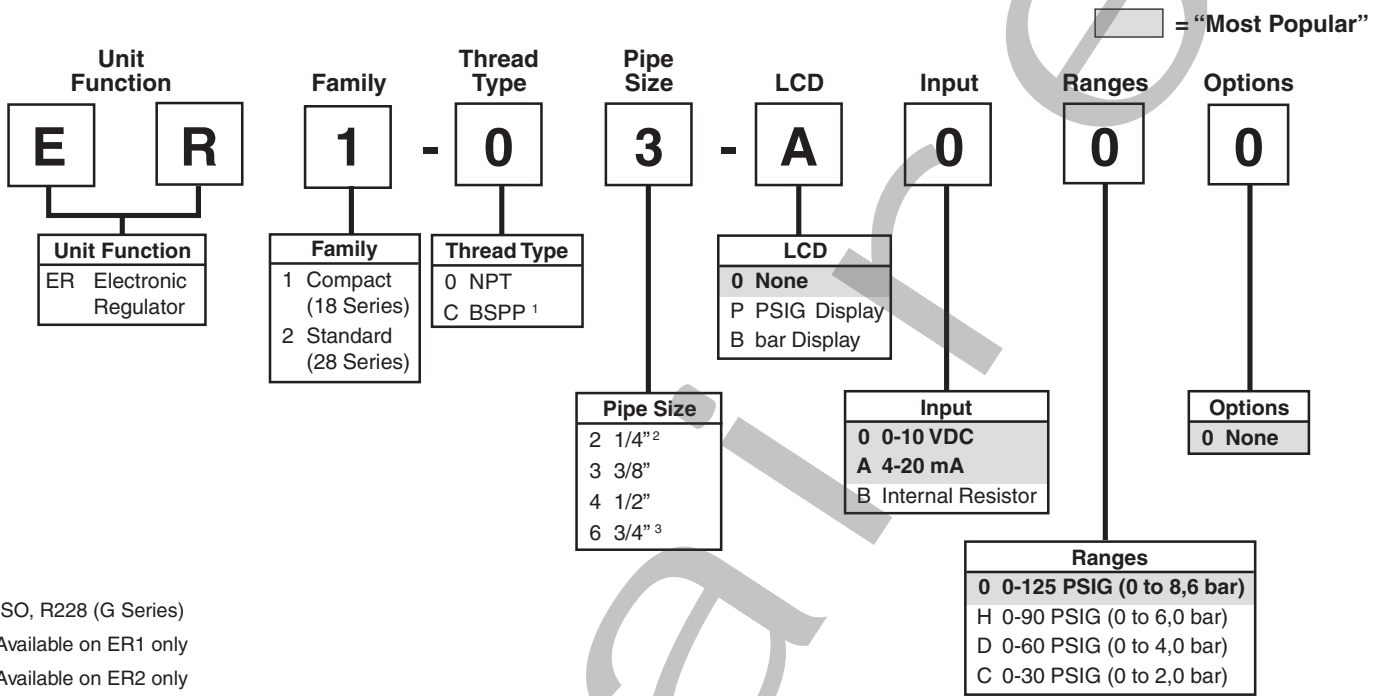 = “Most Popular”
Unit Function
Family
Thread Type
Pipe Size
LCD
Input
Ranges
Options
E R 1 - 0 3 - A 0 0 0
Unit Function
ER Electronic
Regulator
Family
1 Compact
(18 Series)
2 Standard
(28 Series)
Thread Type
0 NPT
C BSPP 1
LCD
0 None
P PSIG Display
B bar Display
Pipe Size
2 1/4” 2
3 3/8”
4 1/2”
6 3/4” 3
Input
0 0-10 VDC
A 4-20 mA
B Internal Resistor
Options
0 None
Ranges
0 0-125 PSIG (0 to 8,6 bar)
H 0-90 PSIG (0 to 6,0 bar)
D 0-60 PSIG (0 to 4,0 bar)
C 0-30 PSIG (0 to 2,0 bar)
SO, R228 (G Series)
Available on ER1 only
Available on ER2 only